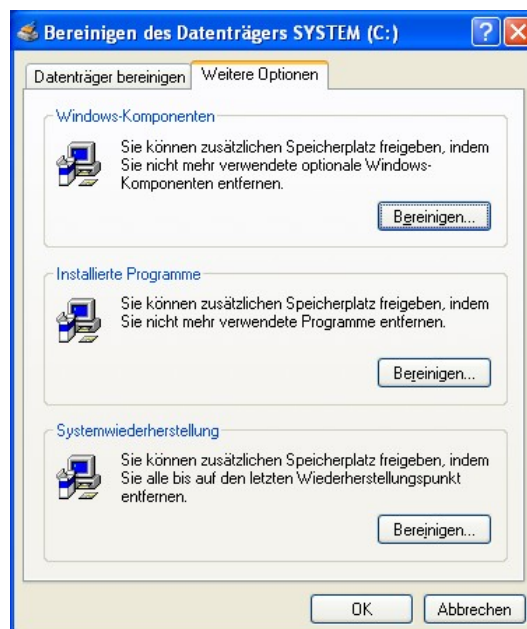 Bereinigen des Datenträgers SYSTEM (C:)
Datenträger bereinigen
Weitere Optionen
Windows-Komponenten
Sie können zusätzlichen Speicherplatz freigeben, indem
Sie nicht mehr verwendete optionale Windows-
Komponenten entfernen.
Bereinigen...
Installierte Programme
Sie können zusätzlichen Speicherplatz freigeben, indem
Sie nicht mehr verwendete Programme entfernen.
Bereinigen...
Systemwiederherstellung
Sie können zusätzlichen Speicherplatz freigeben, indem
Sie alle bis auf den letzten Wiederherstellungspunkt
entfernen.
Bereinigen...
OK
Abbrechen